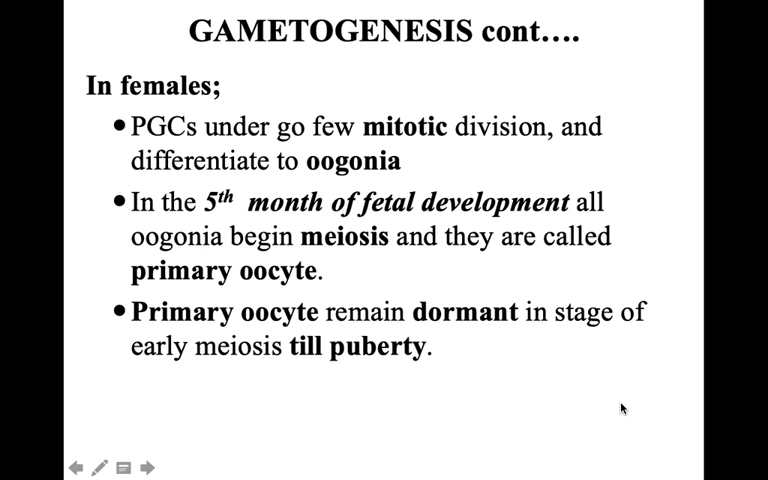 GAMETOGENESIS cont….
In females;
•PGCs under go few mitotic division, and
differentiate to oogonia
•In the 5th month of fetal development all
oogonia begin meiosis and they are called
primary oocyte.
•Primary oocyte remain dormant in stage of
early meiosis till puberty.